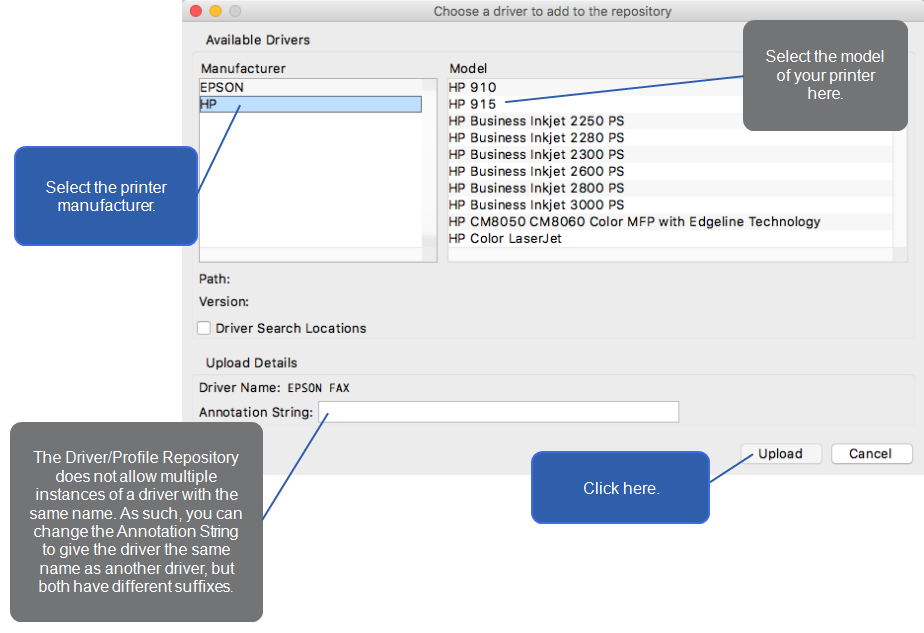 Choose a driver to add to the repository
Available Drivers
Manufacturer
EPSON
HP
Model
HP 910
HP 915
HP Business Inkjet 2250 PS
HP Business Inkjet 2280 PS
HP Business Inkjet 2300 PS
HP Business Inkjet 2600 PS
HP Business Inkjet 2800 PS
HP Business Inkjet 3000 PS
HP CM8050 CM8060 Color MFP with Edgeline Technology
HP Color LaserJet
Select the model
of your printer
here.
Select the printer
manufacturer.
Path:
Version:
Driver Search Locations
Upload Details
Driver Name: EPSON FAX
Annotation String:
The Driver/Profile Repository
does not allow multiple
instances of a driver with the
same name. As such, you can
change the Annotation String
to give the driver the same
name as another driver, but
both have different suffixes.
Upload
Cancel
Click here.